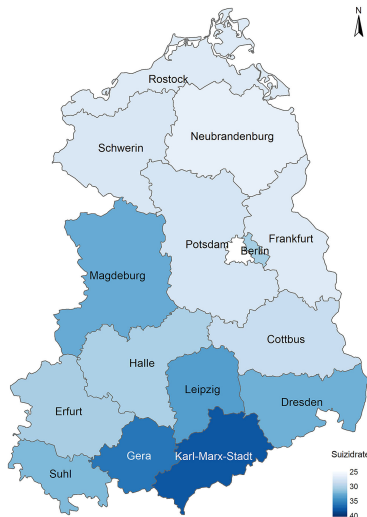 N
Rostock
Neubrandenburg
Schwerin
Potsdam
Berlin
Frankfurt
Magdeburg
Cottbus
Halle
Leipzig
Dresden
Erfurt
Gera
Karl-Marx-Stadt
Suhl
Suizidrate
25
30
35
40